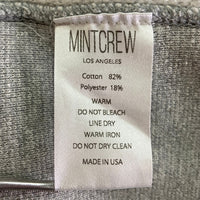 MINTCREW
LOS ANGELES
Cotton 82%
Polyester 18%
WARM
DO NOT BLEACH
LINE DRY
WARM IRON
DO NOT DRY CLEAN
MADE IN USA